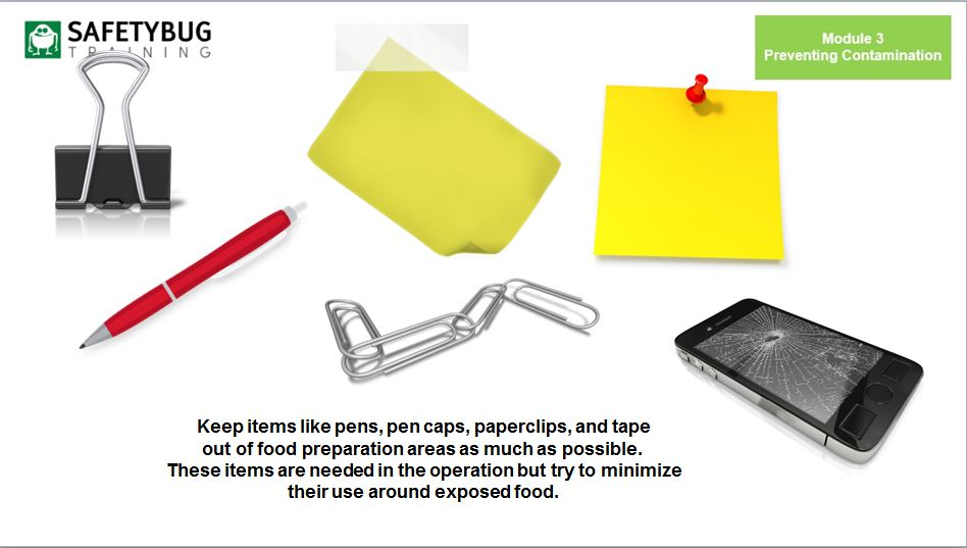 SAFETYBUG
TRAINING
Module 3
Preventing Contamination
Keep items like pens, pen caps, paperclips, and tape
out of food preparation areas as much as possible.
These items are needed in the operation but try to minimize
their use around exposed food.